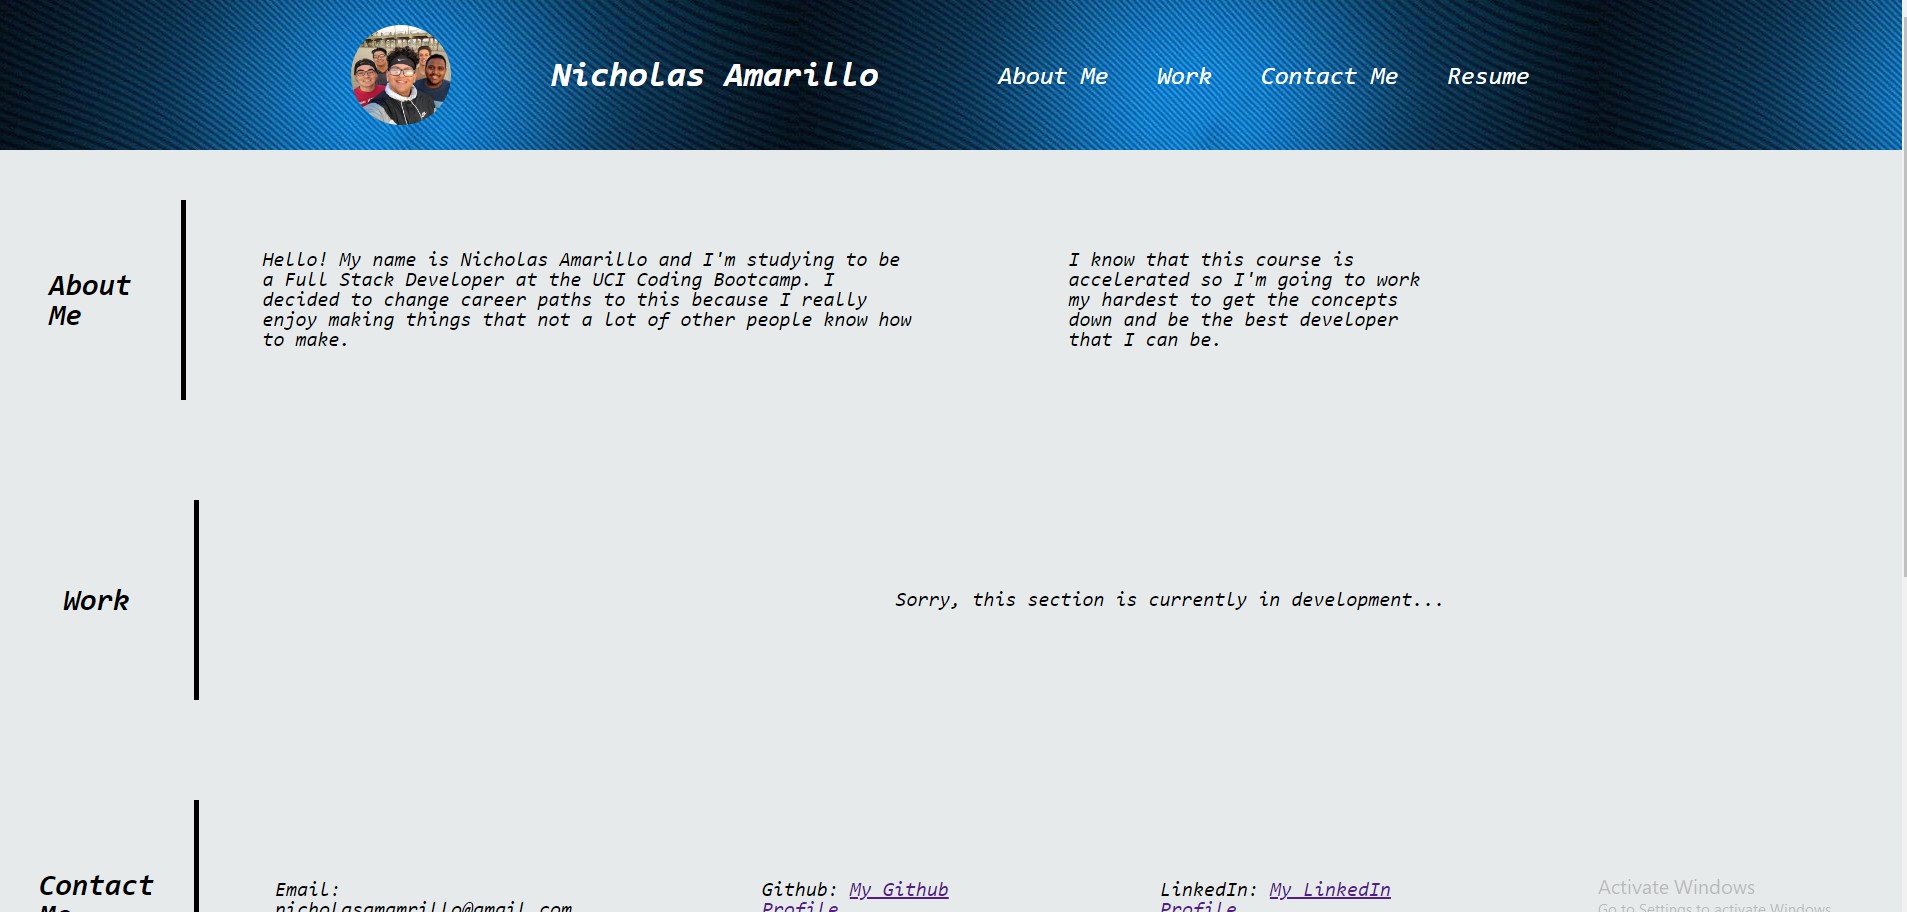 Nicholas Amarillo
About Me Work Contact Me Resume
About
Me
Hello! My name is Nicholas Amarillo and I'm studying to be
a Full Stack Developer at the UCI Coding Bootcamp. I
decided to change career paths to this because I really
enjoy making things that not a lot of other people know how
to make.
I know that this course is
accelerated so I'm going to work
my hardest to get the concepts
down and be the best developer
that I can be.
Work
Sorry, this section is currently in development...
Contact
Me
Email:
nicholasamamrillo@gmail.com
Github: My Github
Profile
LinkedIn: My LinkedIn
Profile
Activate Windows
Go to Settings to activate Windows.